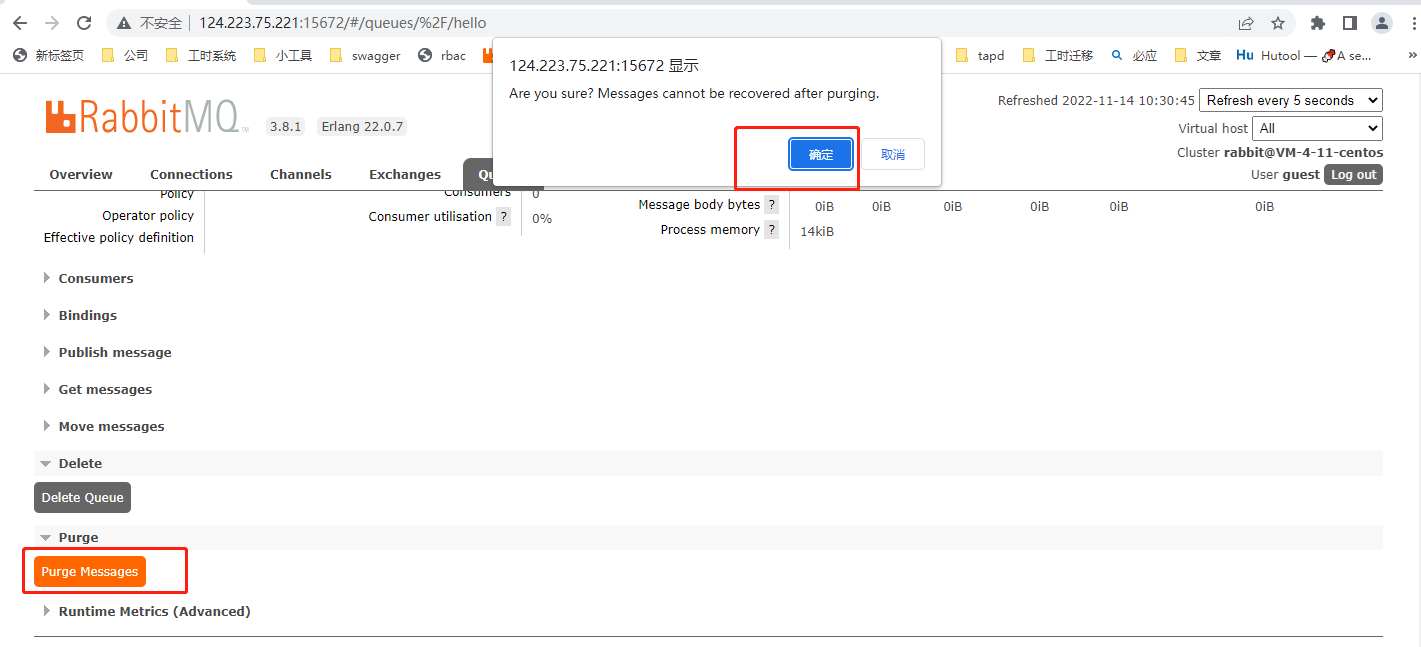 不安全 124.223.75.221:15672/#/queues/%2F/hello
新标签页 公司 工时系统 小工具 swagger rbac tapd 工时迁移 必应 文章 Hu Hutool — A se... »
124.223.75.221:15672 显示
Are you sure? Messages cannot be recovered after purging.
确定 取消
RabbitMQ TM 3.8.1 Erlang 22.0.7
Refreshed 2022-11-14 10:30:45 Refresh every 5 seconds
Virtual host All
Cluster rabbit@VM-4-11-centos
User guest Log out
Overview Connections Channels Exchanges Qu
Policy Consumers 0
Operator policy Consumer utilisation ? 0%
Effective policy definition
Message body bytes ? 0iB 0iB 0iB 0iB 0iB 0iB
Process memory ? 14kiB
Consumers
Bindings
Publish message
Get messages
Move messages
Delete
Delete Queue
Purge
Purge Messages
Runtime Metrics (Advanced)